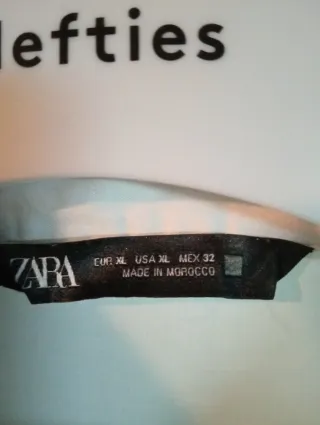 lefties
ZARA
EUR XL USA XL MEX 32
MADE IN MOROCCO